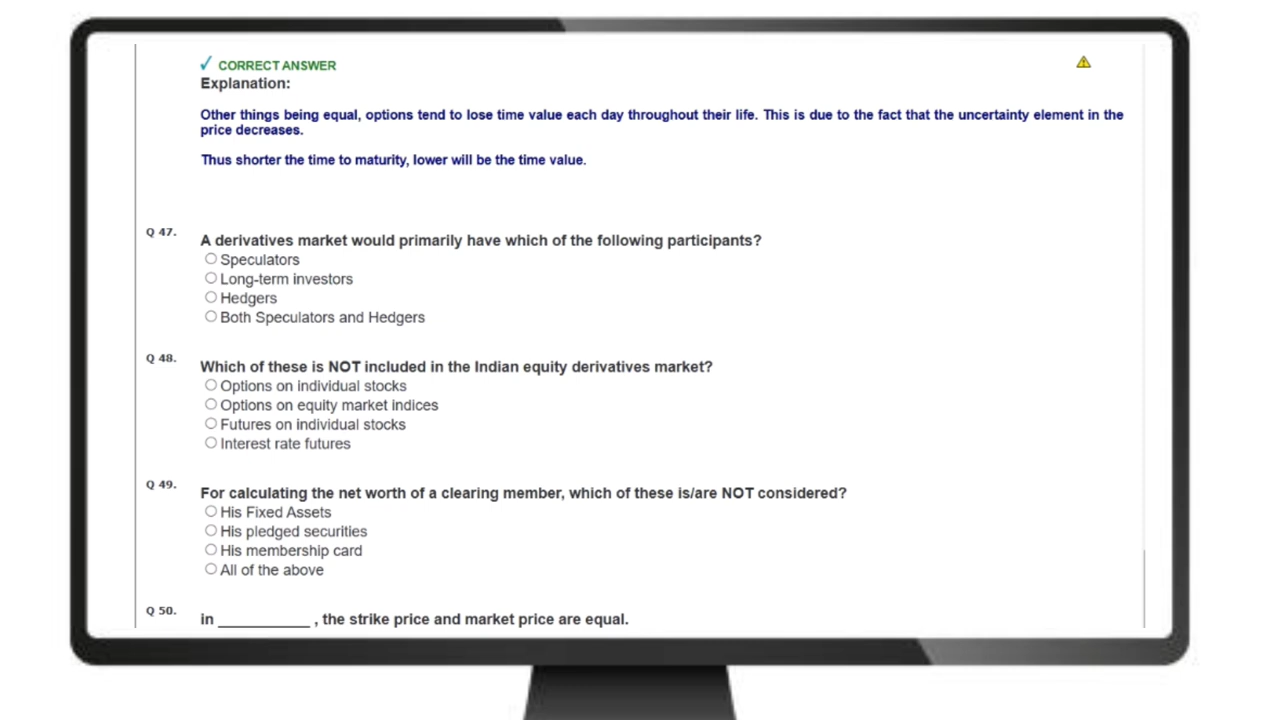 ✓ CORRECT ANSWER
Explanation:
Other things being equal, options tend to lose time value each day throughout their life. This is due to the fact that the uncertainty element in the
price decreases.
Thus shorter the time to maturity, lower will be the time value.
Q 47. A derivatives market would primarily have which of the following participants?
Speculators
Long-term investors
Hedgers
Both Speculators and Hedgers
Q 48. Which of these is NOT included in the Indian equity derivatives market?
Options on individual stocks
Options on equity market indices
Futures on individual stocks
Interest rate futures
Q 49. For calculating the net worth of a clearing member, which of these is/are NOT considered?
His Fixed Assets
His pledged securities
His membership card
All of the above
Q 50. in ___________ , the strike price and market price are equal.